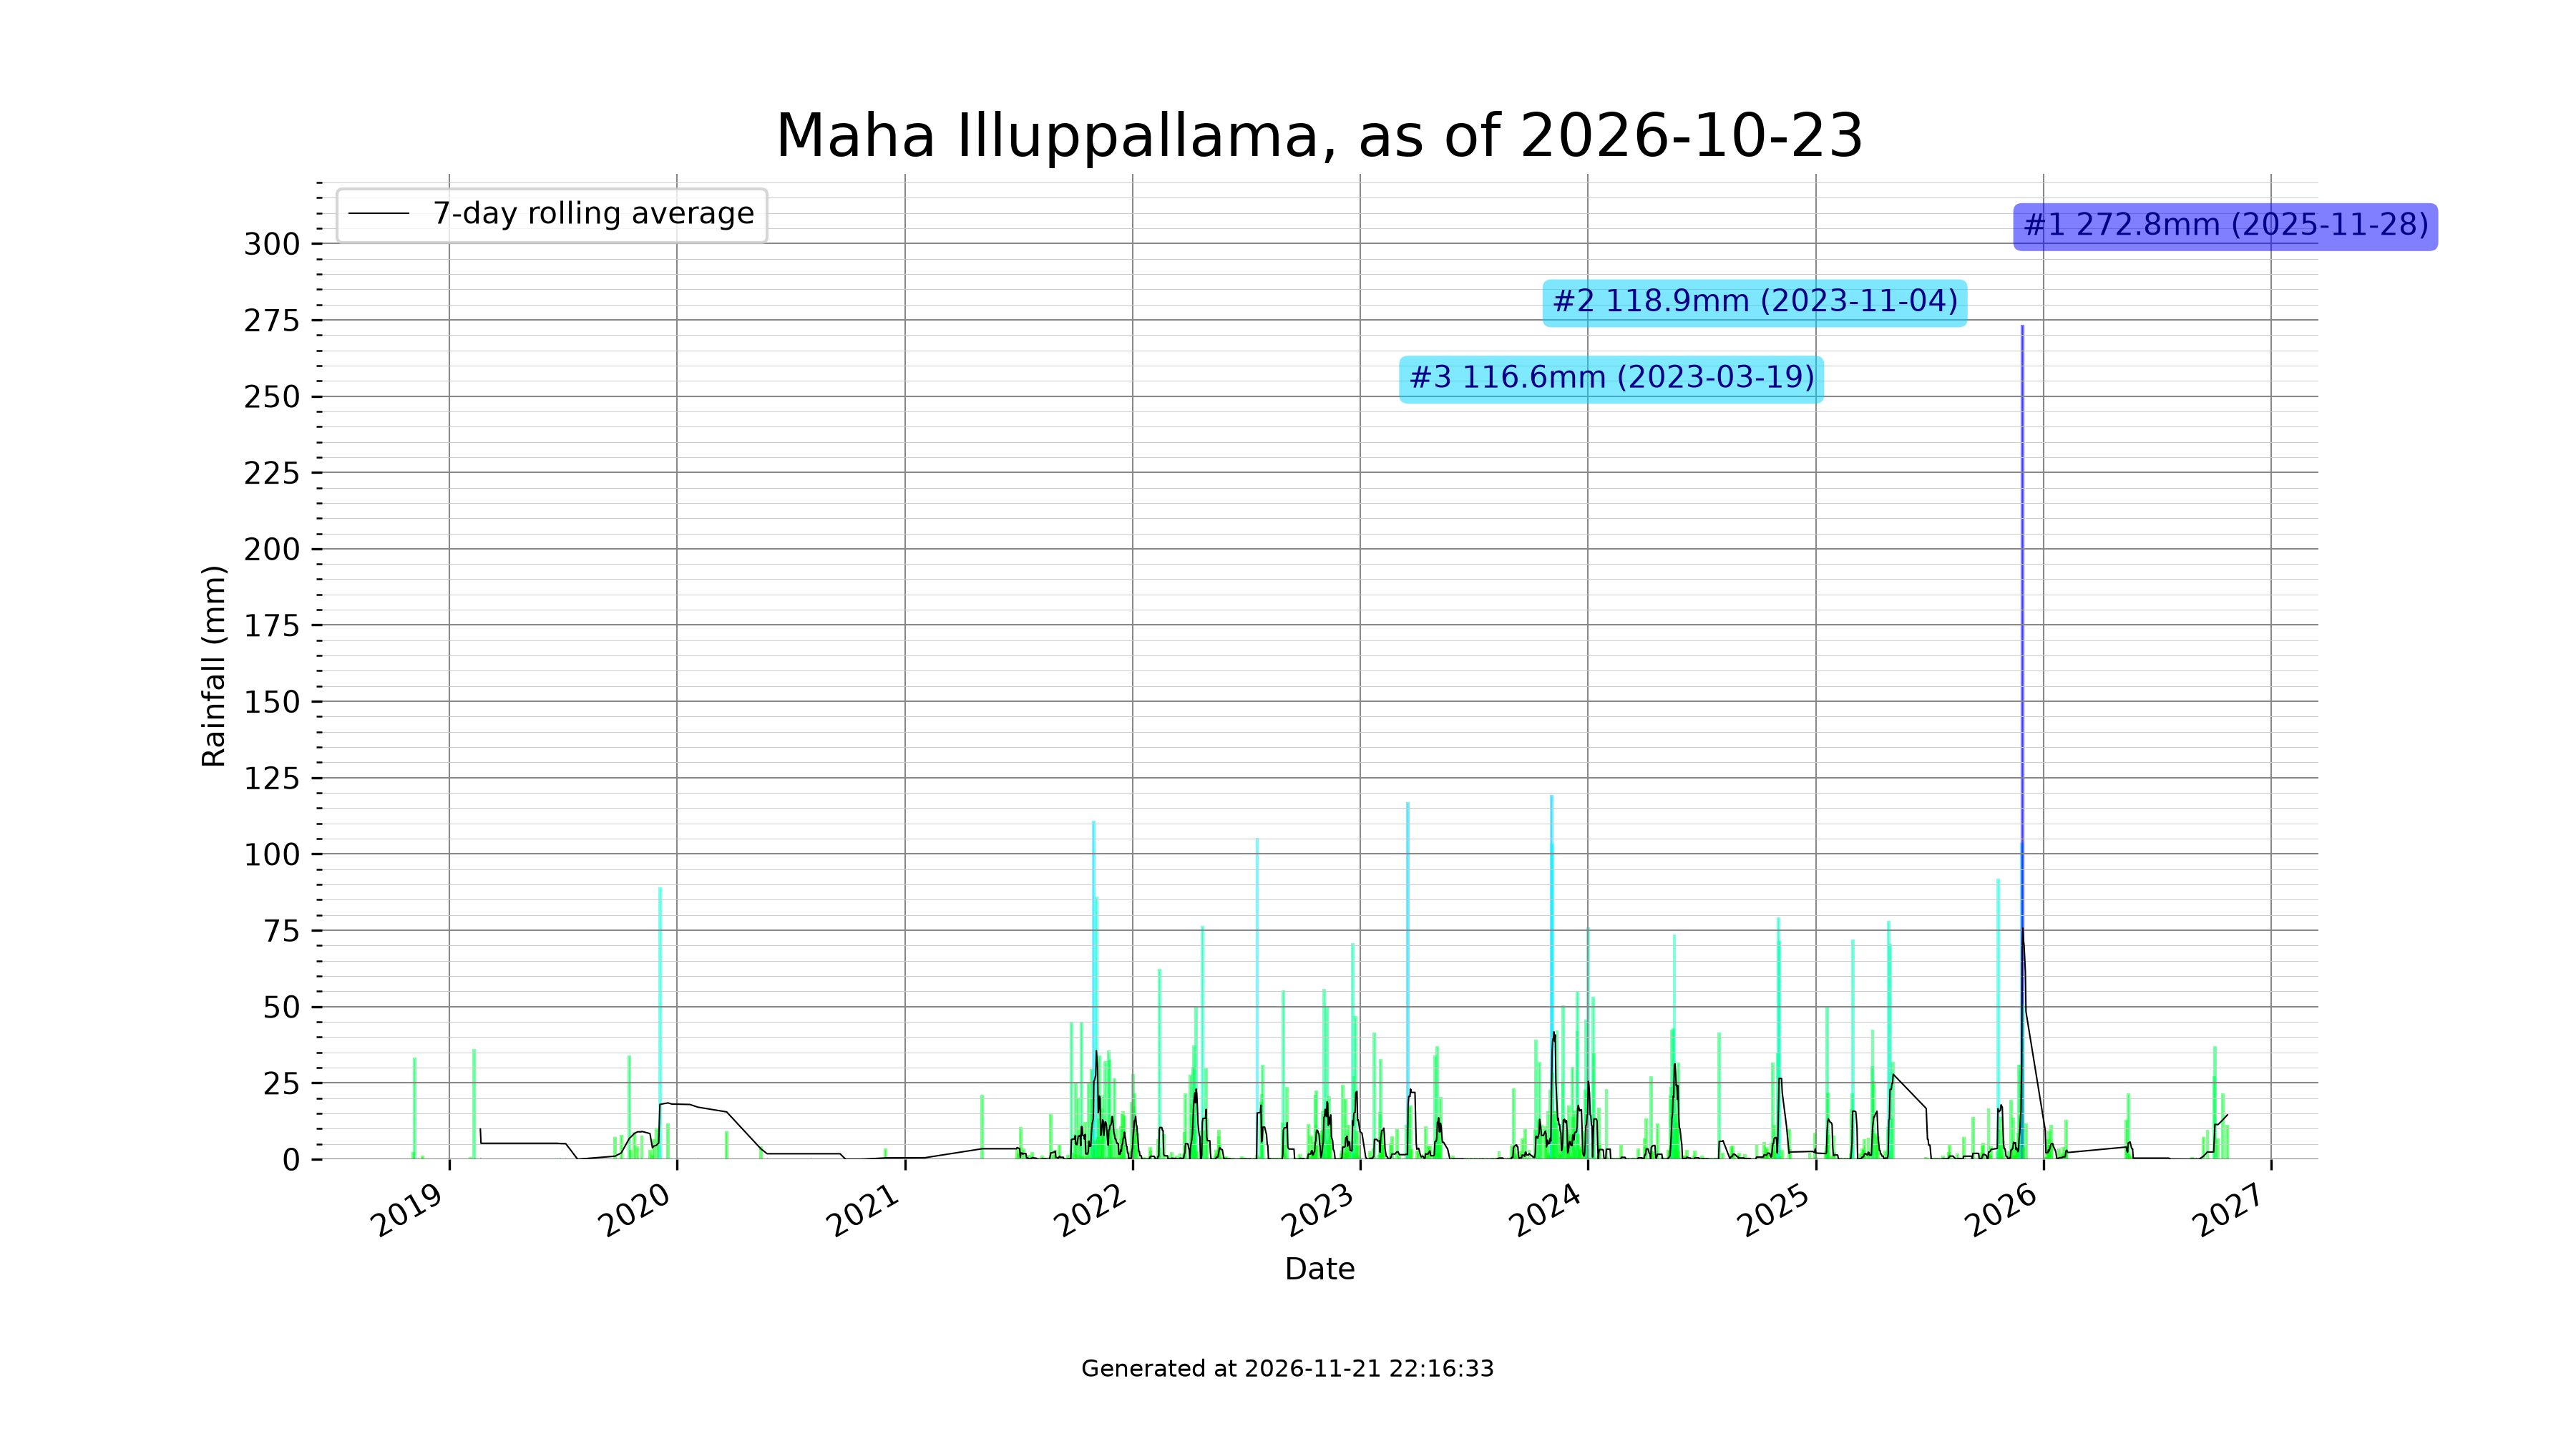 Maha Illuppallama, as of 2026-10-23
7-day rolling average
#1 272.8mm (2025-11-28)
#2 118.9mm (2023-11-04)
#3 116.6mm (2023-03-19)
Rainfall (mm)
300
275
250
225
200
175
150
125
100
75
50
25
0
2019
2020
2021
2022
2023
2024
2025
2026
2027
Date
Generated at 2026-11-21 22:16:33